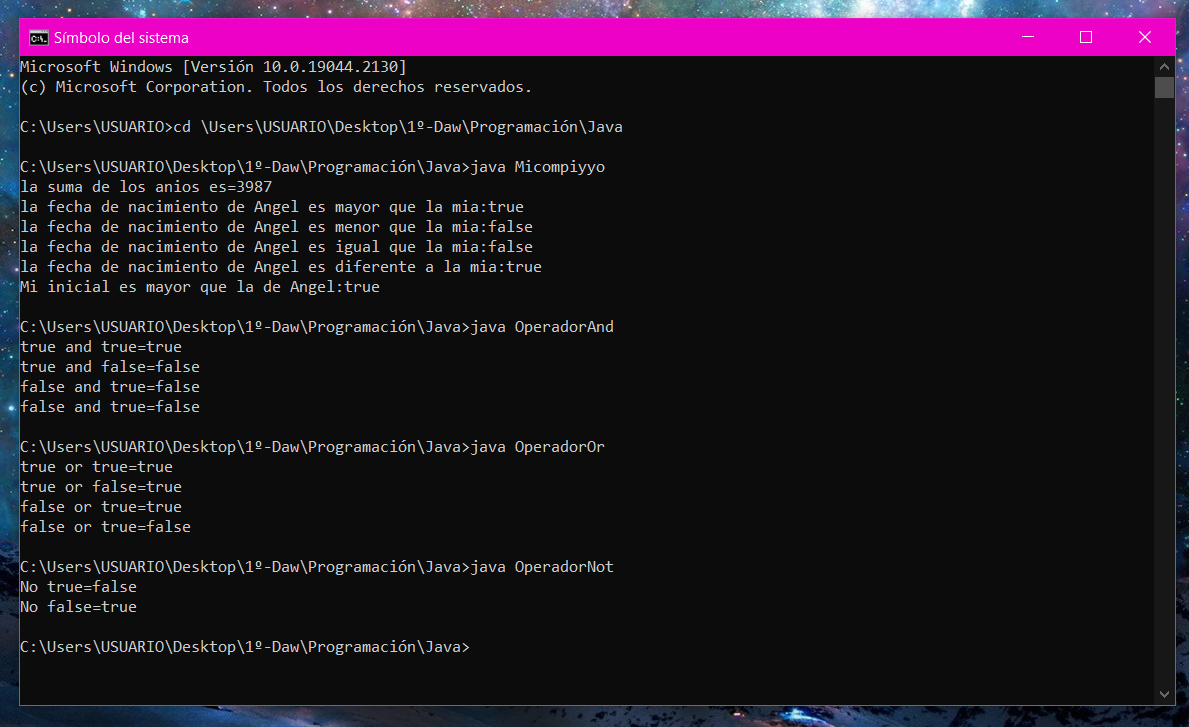 Símbolo del sistema
Microsoft Windows [Versión 10.0.19044.2130]
(c) Microsoft Corporation. Todos los derechos reservados.
C:\Users\USUARIO>cd \Users\USUARIO\Desktop\1º-Daw\Programación\Java
C:\Users\USUARIO\Desktop\1º-Daw\Programación\Java>java Micompiyyo
la suma de los anios es=3987
la fecha de nacimiento de Angel es mayor que la mia:true
la fecha de nacimiento de Angel es menor que la mia:false
la fecha de nacimiento de Angel es igual que la mia:false
la fecha de nacimiento de Angel es diferente a la mia:true
Mi inicial es mayor que la de Angel:true
C:\Users\USUARIO\Desktop\1º-Daw\Programación\Java>java OperadorAnd
true and true=true
true and false=false
false and true=false
false and true=false
C:\Users\USUARIO\Desktop\1º-Daw\Programación\Java>java OperadorOr
true or true=true
true or false=true
false or true=true
false or true=false
C:\Users\USUARIO\Desktop\1º-Daw\Programación\Java>java OperadorNot
No true=false
No false=true
C:\Users\USUARIO\Desktop\1º-Daw\Programación\Java>